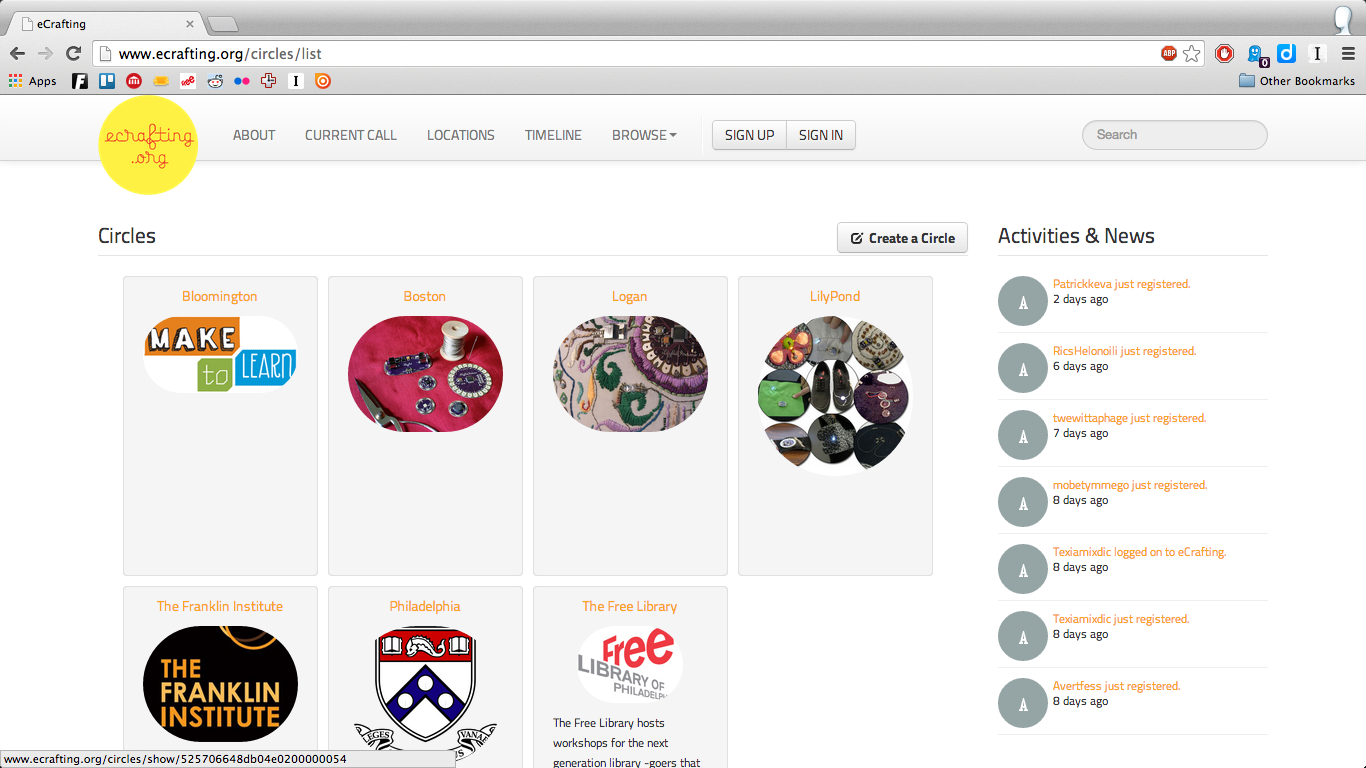 eCrafting
www.ecrafting.org/circles/list
ABP
0
Apps
Other Bookmarks
ecrafting
.org
ABOUT
CURRENT CALL
LOCATIONS
TIMELINE
BROWSE
SIGN UP
SIGN IN
Search
Circles
Create a Circle
Bloomington
MAKE
to
LEARN
Boston
Logan
LilyPond
The Franklin Institute
THE
FRANKLIN
INSTITUTE
Philadelphia
The Free Library
Free
LIBRARY OF
PHILADELPH
The Free Library hosts
workshops for the next
generation library -goers that
Activities & News
A
Patrickkeva just registered.
2 days ago
A
RicsHelonoili just registered.
6 days ago
A
twewittaphage just registered.
7 days ago
A
mobetymmego just registered.
8 days ago
A
Texiamixdic logged on to eCrafting.
8 days ago
A
Texiamixdic just registered.
8 days ago
A
Avertfess just registered.
8 days ago
www.ecrafting.org/circles/show/525706648db04e0200000054